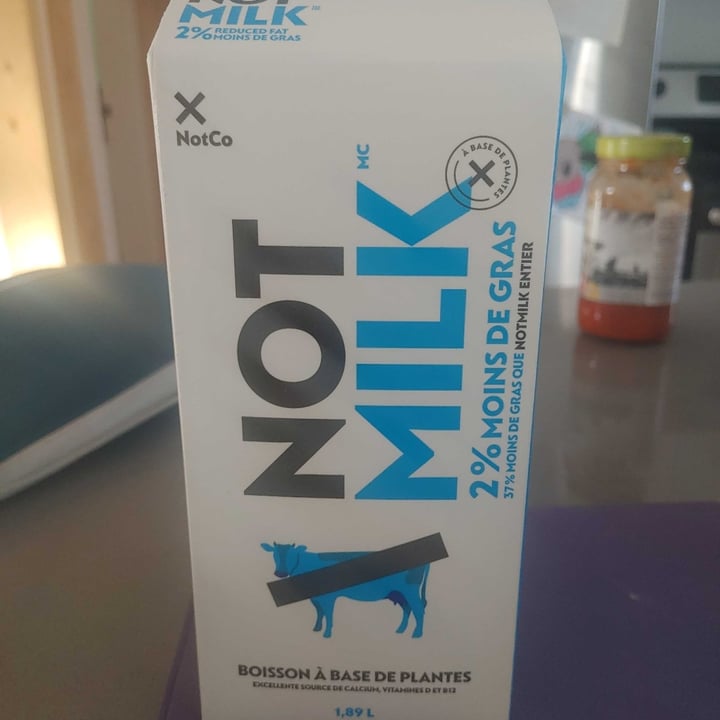 MILK
2% REDUCED FAT
MOINS DE GRAS
NotCo
À BASE DE PLANTES
NOT
MILK MC
2% MOINS DE GRAS
37% MOINS DE GRAS QUE NOTMILK ENTIER
BOISSON À BASE DE PLANTES
EXCELLENTE SOURCE DE CALCIUM, VITAMINES D ET B12
1,89 L